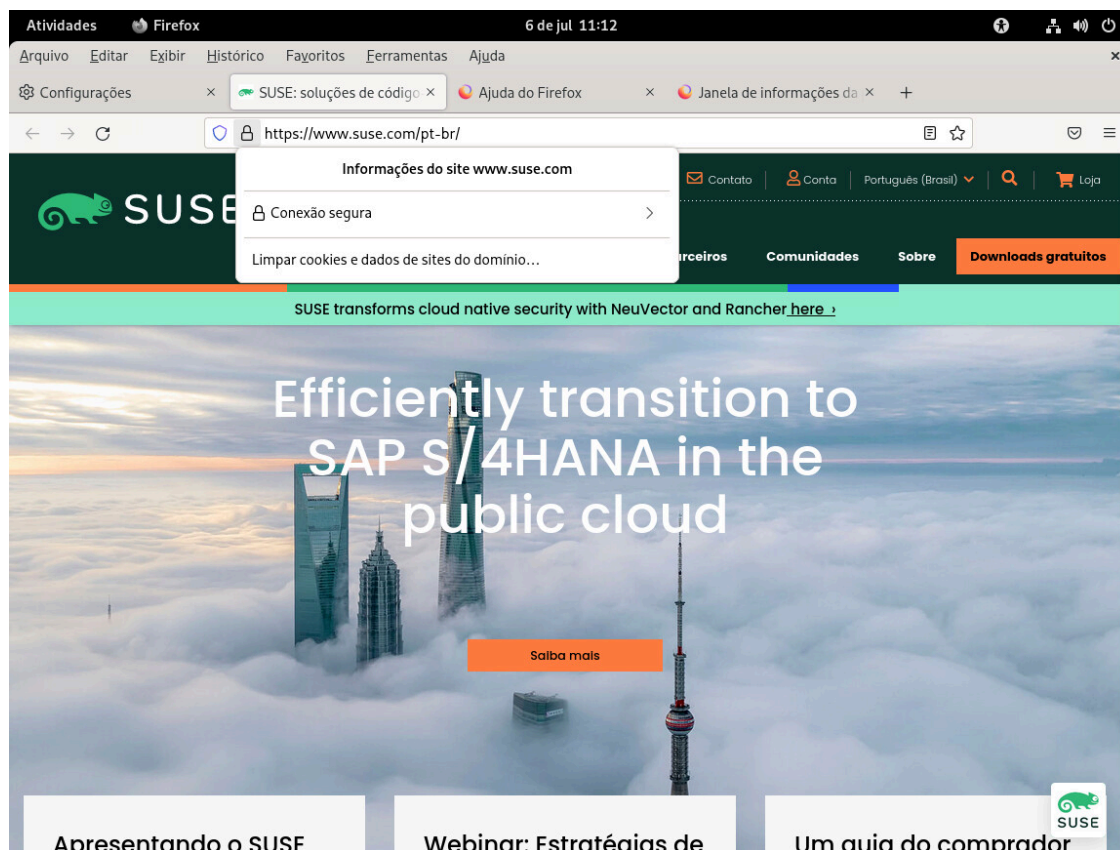 Atividades Firefox 6 de jul 11:12
Arquivo Editar Exibir Histórico Favoritos Ferramentas Ajuda
Configurações SUSE: soluções de código Ajuda do Firefox Janela de informações da
https://www.suse.com/pt-br/
Informações do site www.suse.com
Conexão segura
Limpar cookies e dados de sites do domínio...
Contato Conta Português (Brasil) Loja
SUSE
rceiros Comunidades Sobre Downloads gratuitos
SUSE transforms cloud native security with NeuVector and Rancher here ›
Efficiently transition to
SAP S/4HANA in the
public cloud
Saiba mais
SUSE
Apresentando o SUSE Webinar: Estratégias de Um guia do comprador